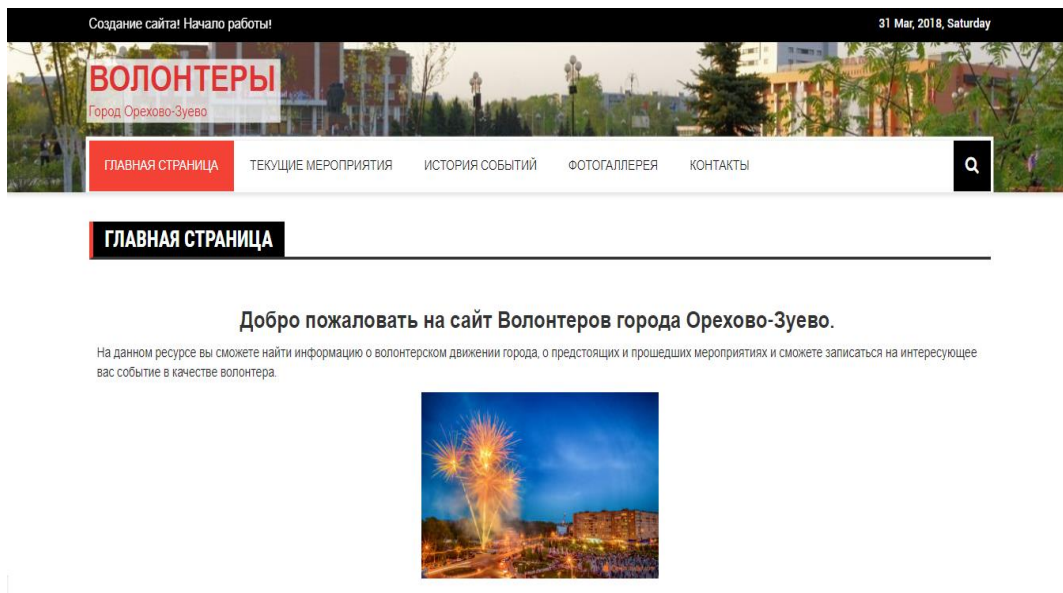 Создание сайта! Начало работы!
31 Mar, 2018, Saturday
ВОЛОНТЕРЫ
Город Орехово-Зуево
ГЛАВНАЯ СТРАНИЦА
ТЕКУЩИЕ МЕРОПРИЯТИЯ
ИСТОРИЯ СОБЫТИЙ
ФОТОГАЛЛЕРЕЯ
КОНТАКТЫ
ГЛАВНАЯ СТРАНИЦА
Добро пожаловать на сайт Волонтеров города Орехово-Зуево.
На данном ресурсе вы сможете найти информацию о волонтерском движении города, о предстоящих и прошедших мероприятиях и сможете записаться на интересующее
вас событие в качестве волонтера.